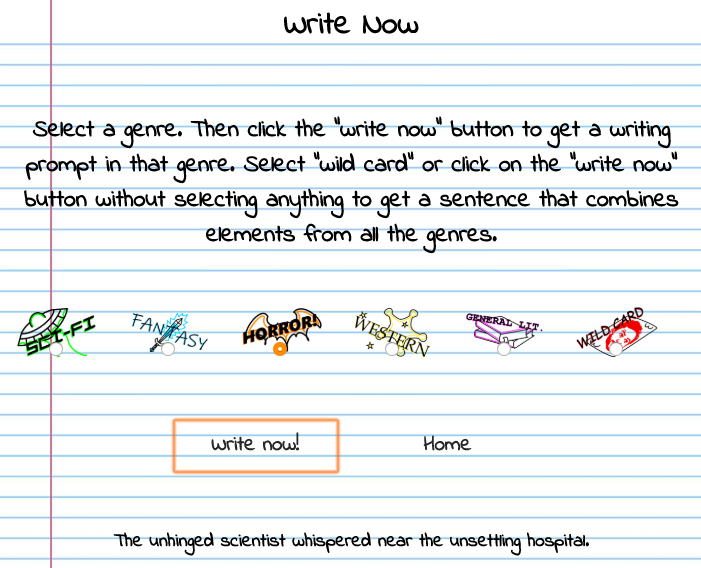 Write Now
Select a genre. Then click the "write now" button to get a writing
prompt in that genre. Select "wild card" or click on the "write now"
button without selecting anything to get a sentence that combines
elements from all the genres.
SCI-FI FANTASY HORROR! WESTERN GENERAL LIT. WILD CARD
Write now! Home
The unhinged scientist whispered near the unsettling hospital.